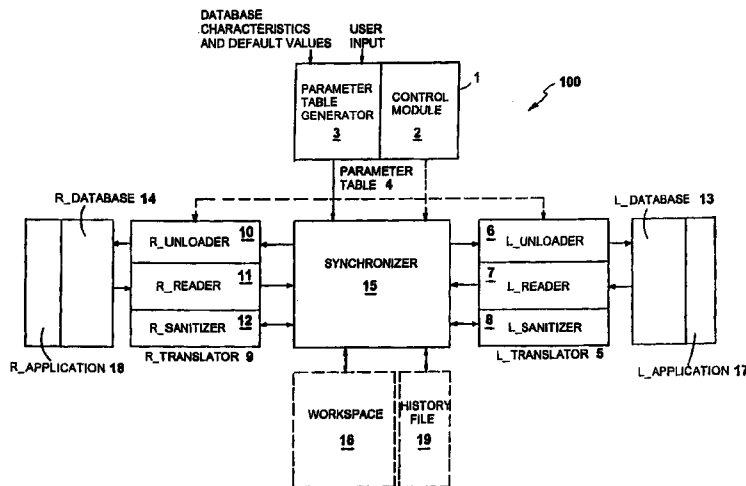 DATABASE
CHARACTERISTICS
AND DEFAULT VALUES
USER
INPUT
1
100
PARAMETER
TABLE
GENERATOR
3
CONTROL
MODULE
2
PARAMETER
TABLE 4
R_DATABASE 14
L_DATABASE 13
R_UNLOADER 10
R_READER 11
R_SANITIZER 12
R_TRANSLATOR 9
R_APPLICATION 18
SYNCHRONIZER
15
6 L_UNLOADER
7 L_READER
8 L_SANITIZER
L_TRANSLATOR 5
L_APPLICATION 17
WORKSPACE
16
HISTORY
FILE
19